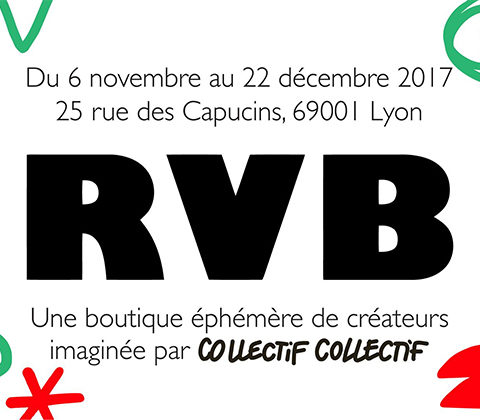 Du 6 novembre au 22 décembre 2017
25 rue des Capucins, 69001 Lyon
RVB
Une boutique éphémère de créateurs
imaginée par COLLECTiF COLLECTiF